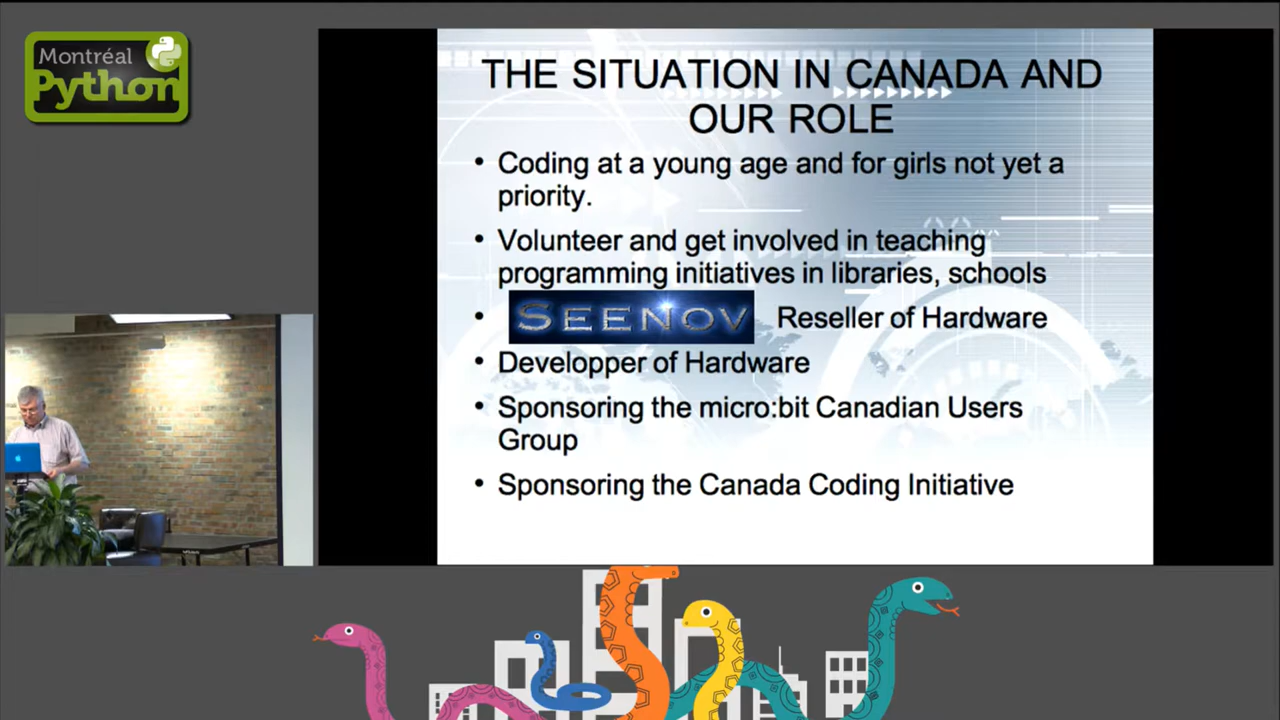 Montréal
Python
THE SITUATION IN CANADA AND
OUR ROLE
• Coding at a young age and for girls not yet a
priority.
• Volunteer and get involved in teaching
programming initiatives in libraries, schools
• SEENOV Reseller of Hardware
• Developper of Hardware
• Sponsoring the micro:bit Canadian Users
Group
• Sponsoring the Canada Coding Initiative